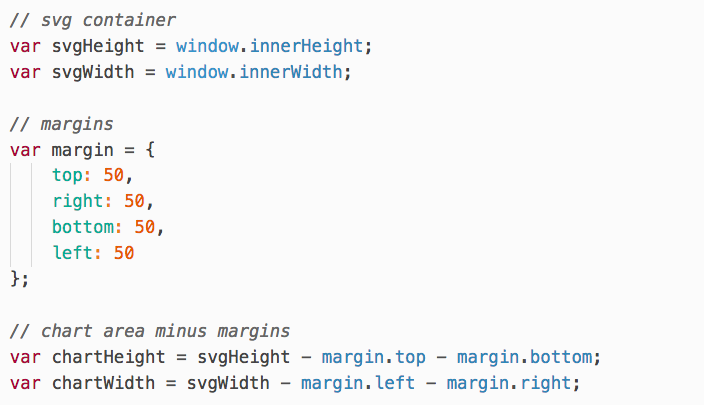 // svg container
var svgHeight = window.innerHeight;
var svgWidth = window.innerWidth;

// margins
var margin = {
    top: 50,
    right: 50,
    bottom: 50,
    left: 50
};

// chart area minus margins
var chartHeight = svgHeight - margin.top - margin.bottom;
var chartWidth = svgWidth - margin.left - margin.right;